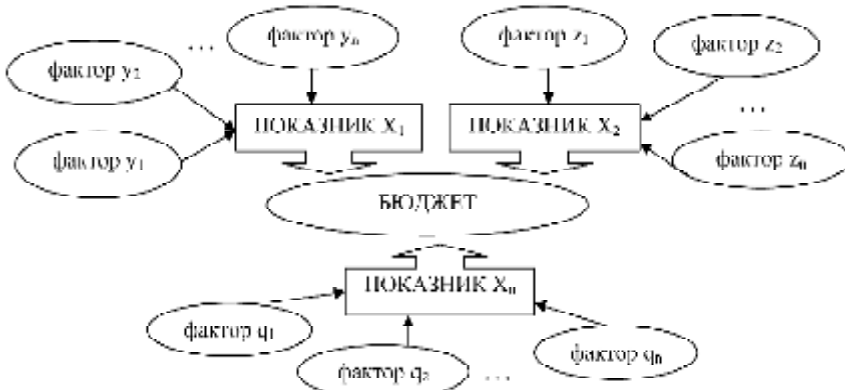 фактор y₂
...
фактор yₙ
фактор z₁
фактор z₂
ПОКАЗНИК X₁
ПОКАЗНИК X₂
...
фактор y₁
фактор zₙ
БЮДЖЕТ
ПОКАЗНИК Xₙ
фактор q₁
фактор q₂
...
фактор qₙ